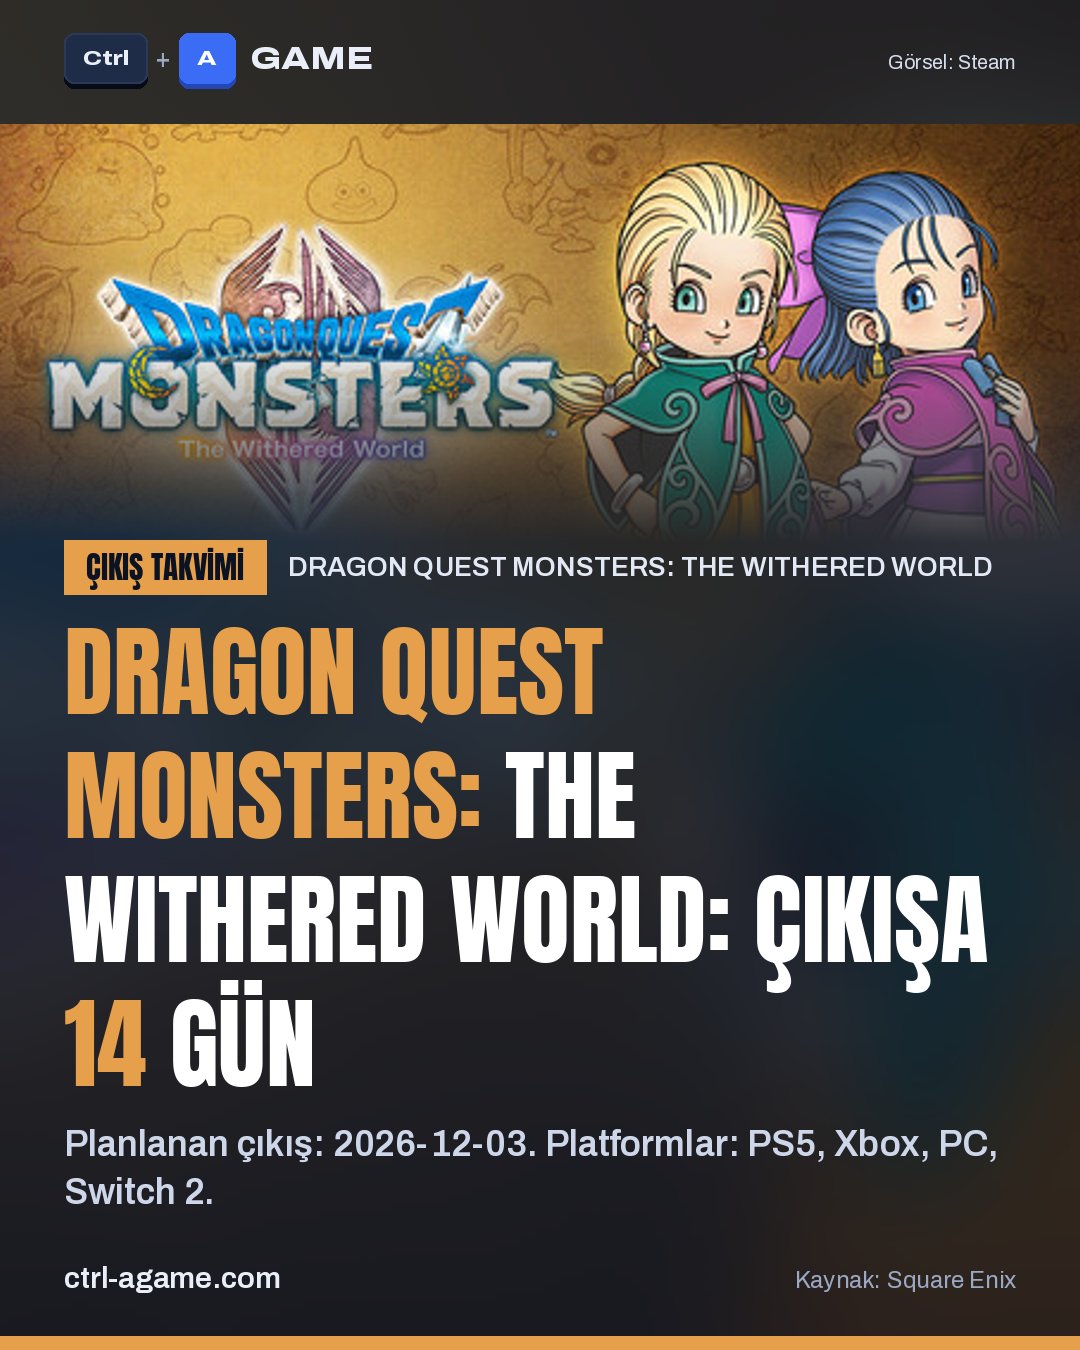 Ctrl + A GAME
Görsel: Steam
DRAGON QUEST
MONSTERS
The Withered World
ÇIKIŞ TAKVİMİ
DRAGON QUEST MONSTERS: THE WITHERED WORLD
DRAGON QUEST
MONSTERS: THE
WITHERED WORLD: ÇIKIŞA
14 GÜN
Planlanan çıkış: 2026-12-03. Platformlar: PS5, Xbox, PC,
Switch 2.
ctrl-agame.com
Kaynak: Square Enix